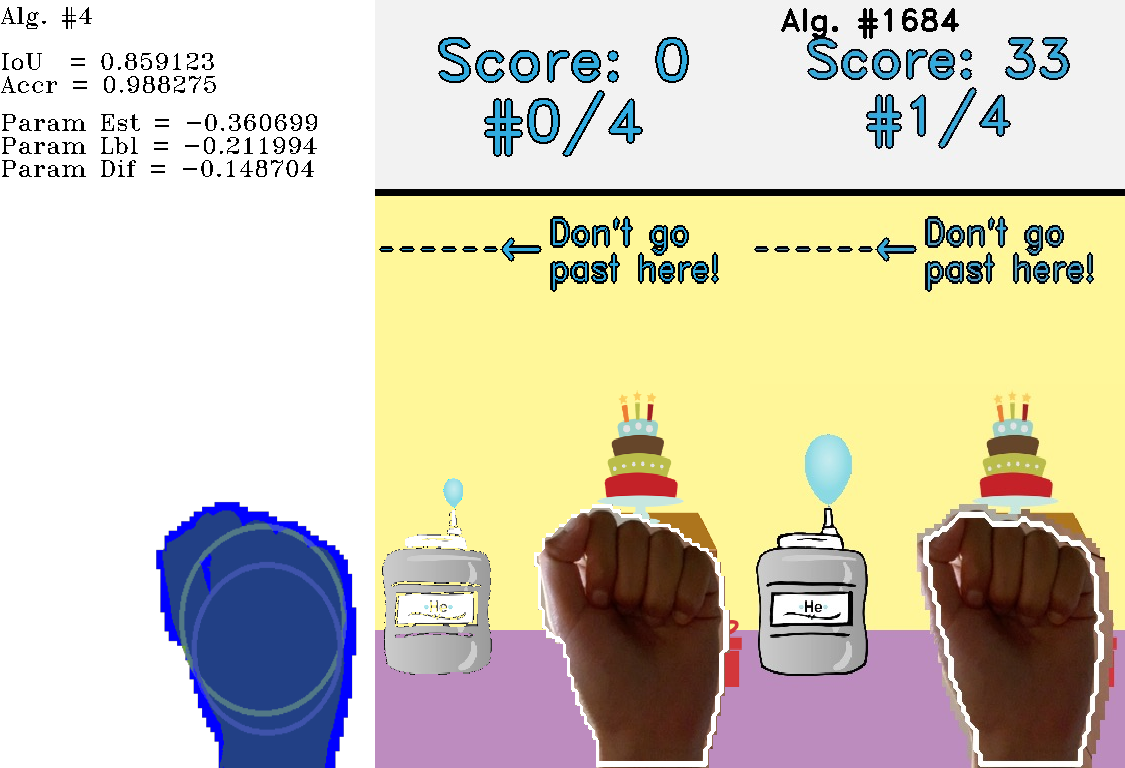 Alg. #4
IoU = 0.859123
Accr = 0.988275
Param Est = −0.360699
Param Lbl = −0.211994
Param Dif = −0.148704
Score: 0
#0/4
------← Don't go
past here!
He
Alg. #1684
Score: 33
#1/4
------← Don't go
past here!
He